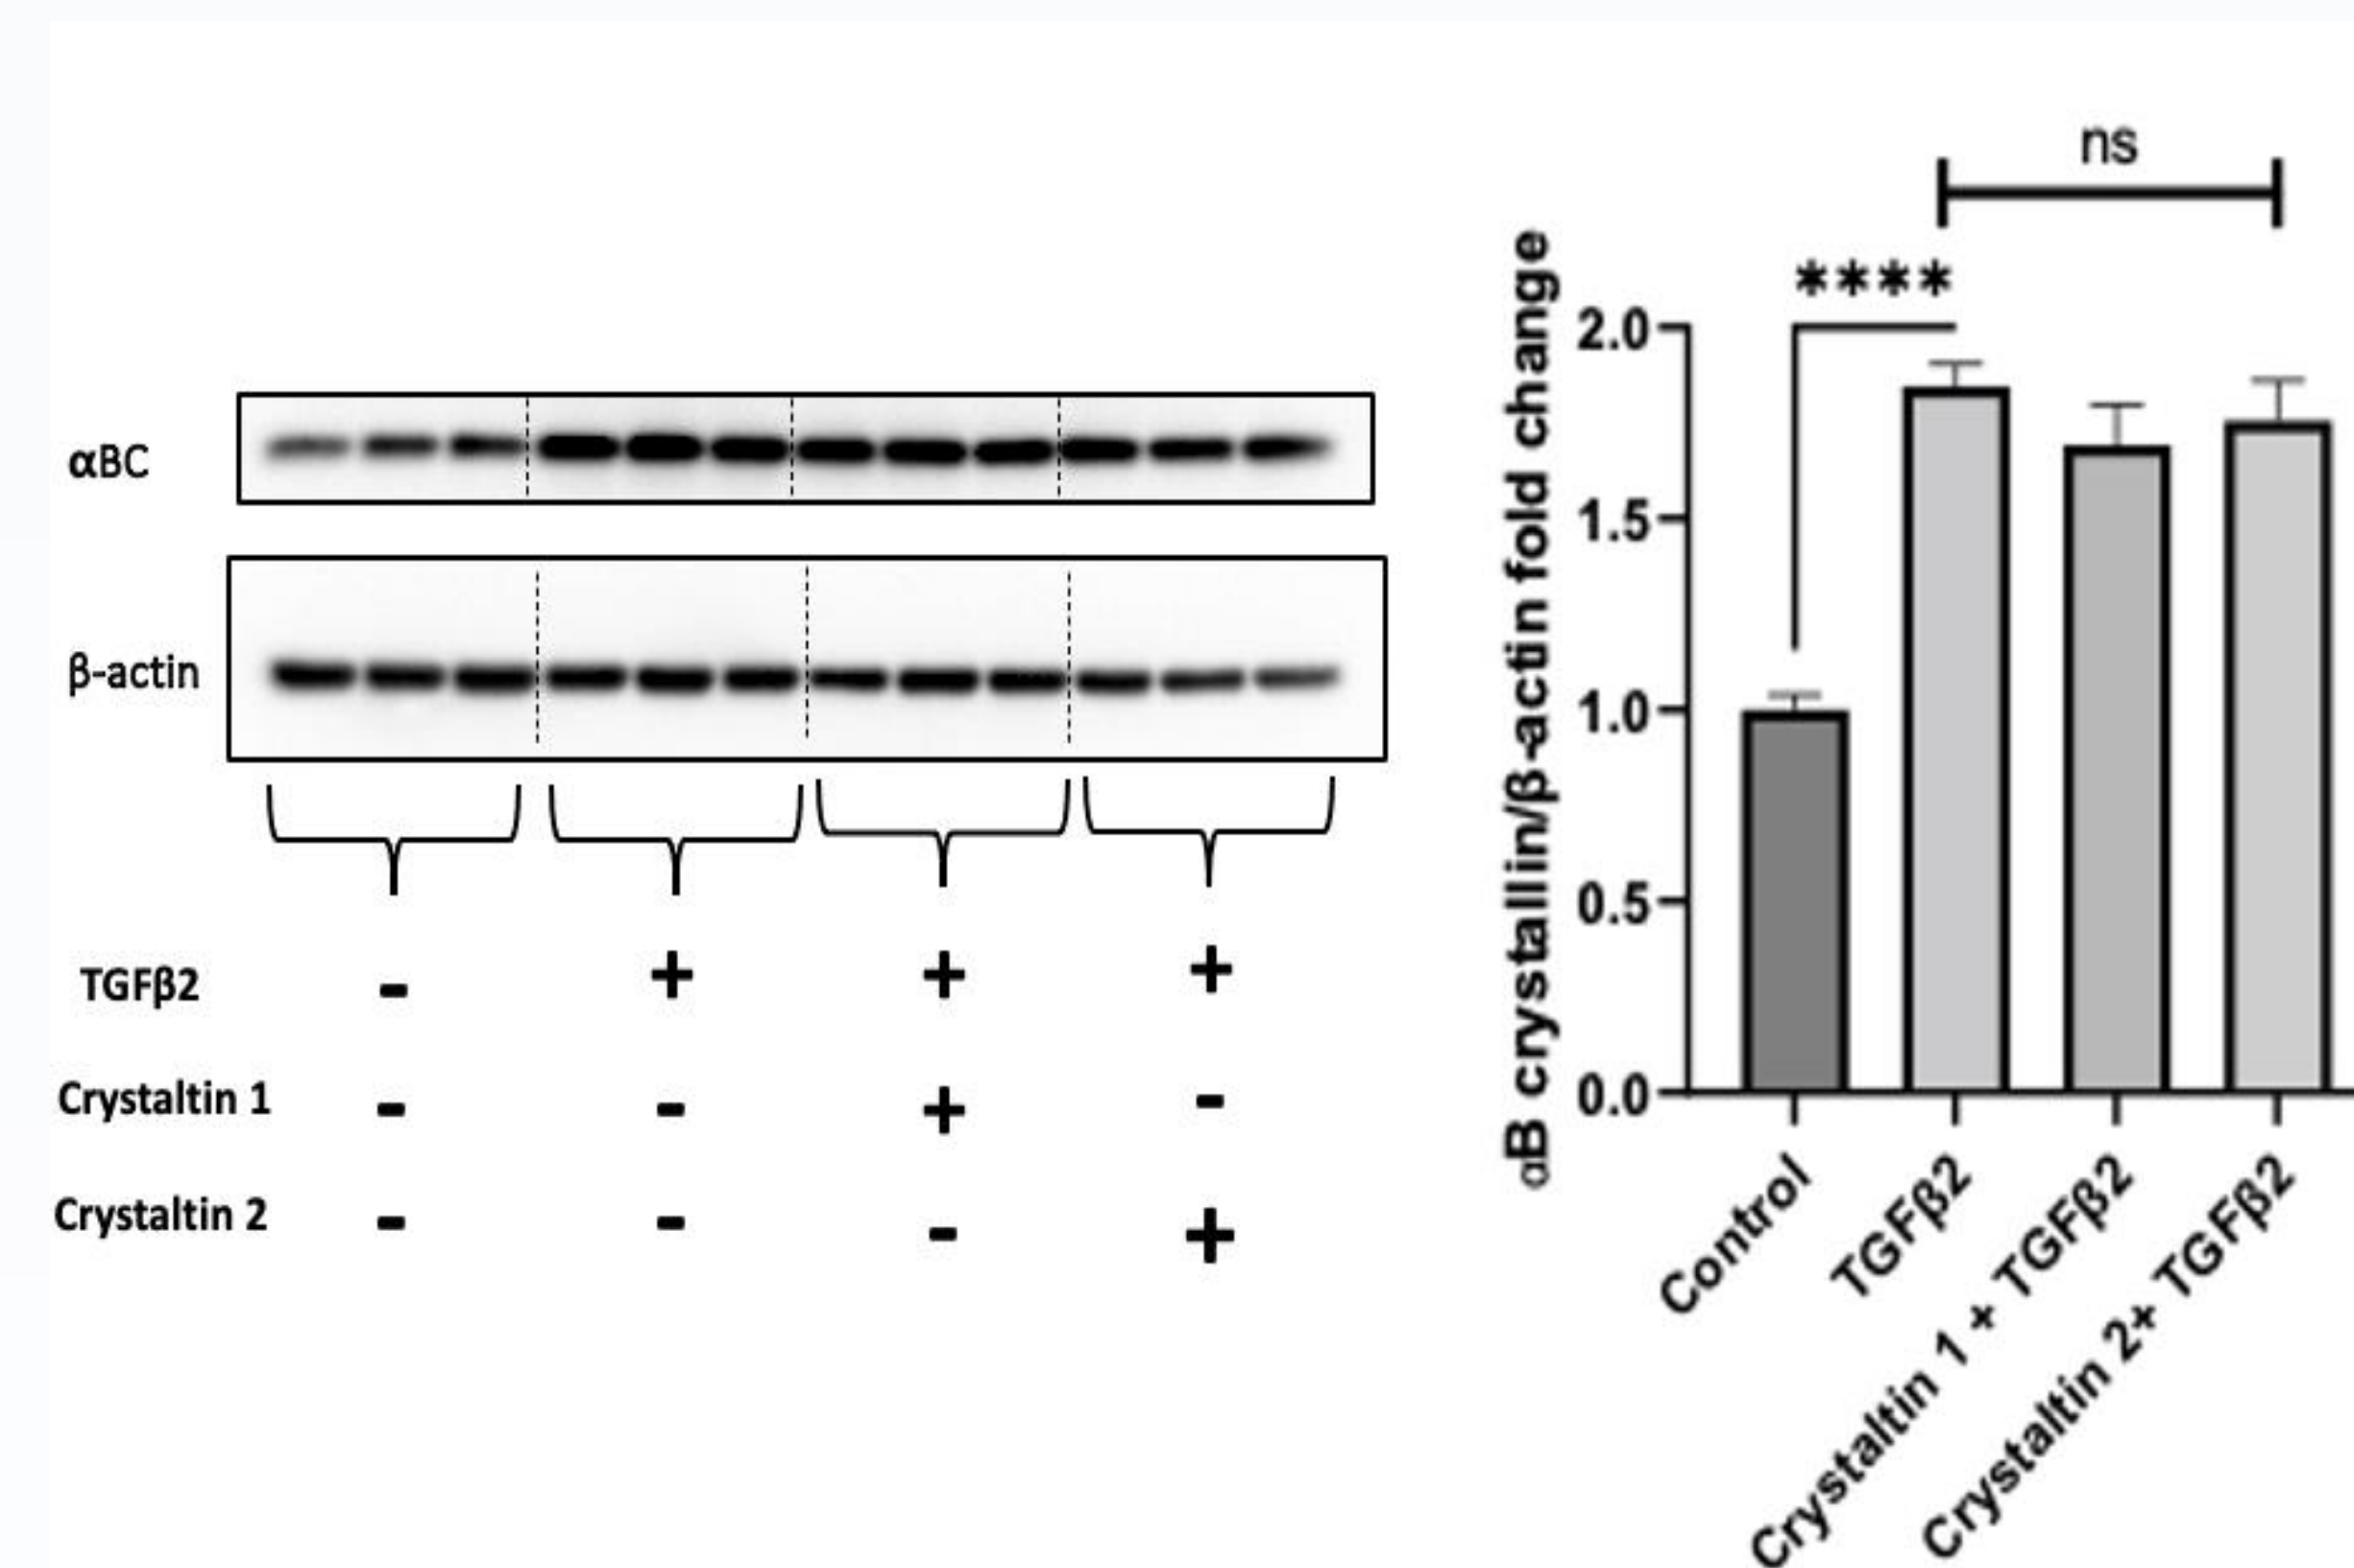 αBC
β-actin
TGFβ2 - + + +
Crystaltin 1 - - + -
Crystaltin 2 - - - +
ns
****
αB crystallin/β-actin fold change
2.0
1.5
1.0
0.5
0.0
Control
TGFβ2
Crystaltin 1 + TGFβ2
Crystaltin 2+ TGFβ2